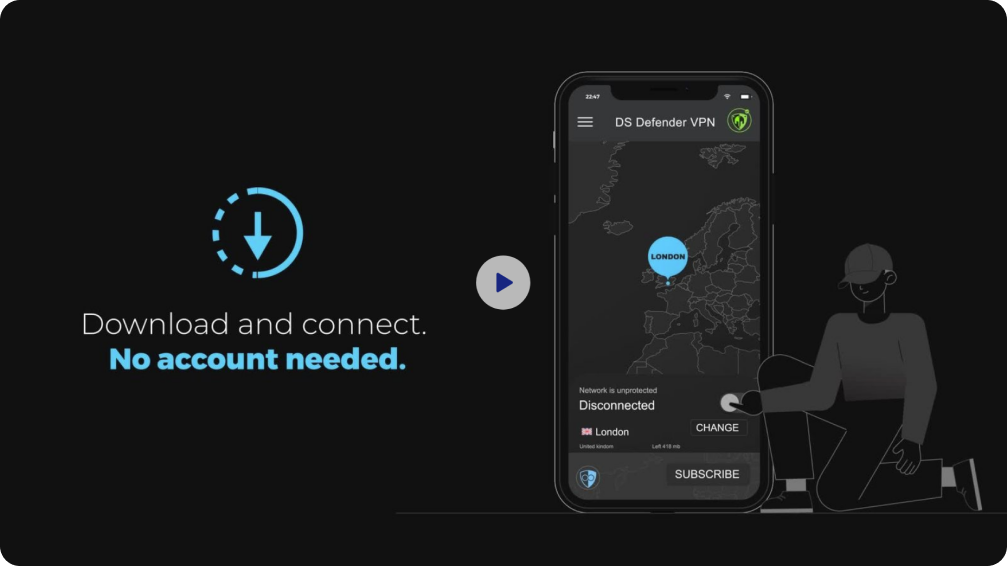 Download and connect.
No account needed.
22:47
DS Defender VPN
LONDON
Network is unprotected
Disconnected
London
CHANGE
United kindom
Left 418 mb
SUBSCRIBE